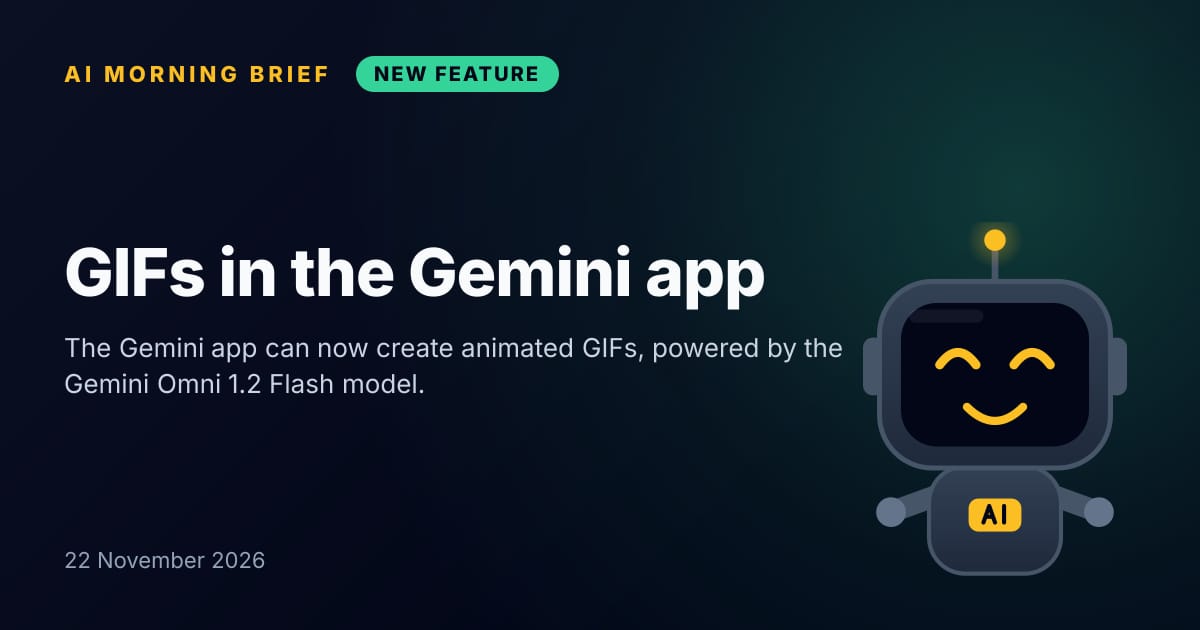 AI MORNING BRIEF
NEW FEATURE
GIFs in the Gemini app
The Gemini app can now create animated GIFs, powered by the
Gemini Omni 1.2 Flash model.
AI
22 November 2026